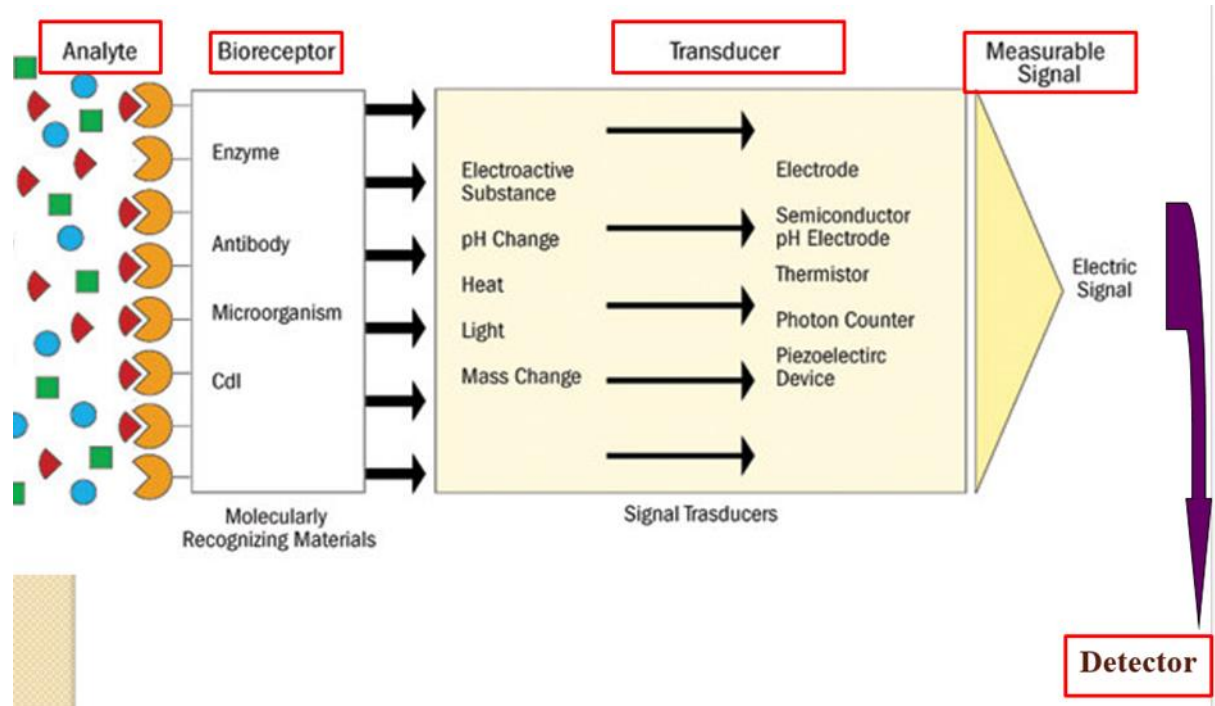 Analyte
Bioreceptor
Transducer
Measurable
Signal
Enzyme
Antibody
Microorganism
Cdl
Electroactive
Substance
pH Change
Heat
Light
Mass Change
Electrode
Semiconductor
pH Electrode
Thermistor
Photon Counter
Piezoelectirc
Device
Electric
Signal
Molecularly
Recognizing Materials
Signal Trasducers
Detector